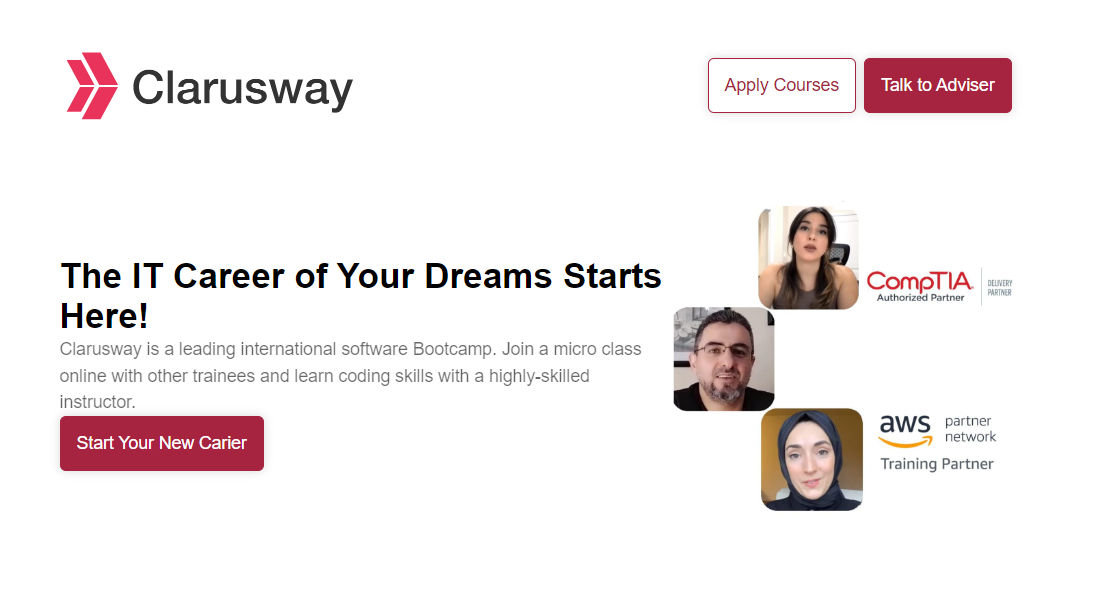 Clarusway
Apply Courses
Talk to Adviser
The IT Career of Your Dreams Starts
Here!
Clarusway is a leading international software Bootcamp. Join a micro class
online with other trainees and learn coding skills with a highly-skilled
instructor.
Start Your New Carier
CompTIA.
Authorized Partner
DELIVERY
PARTNER
aws
partner
network
Training Partner